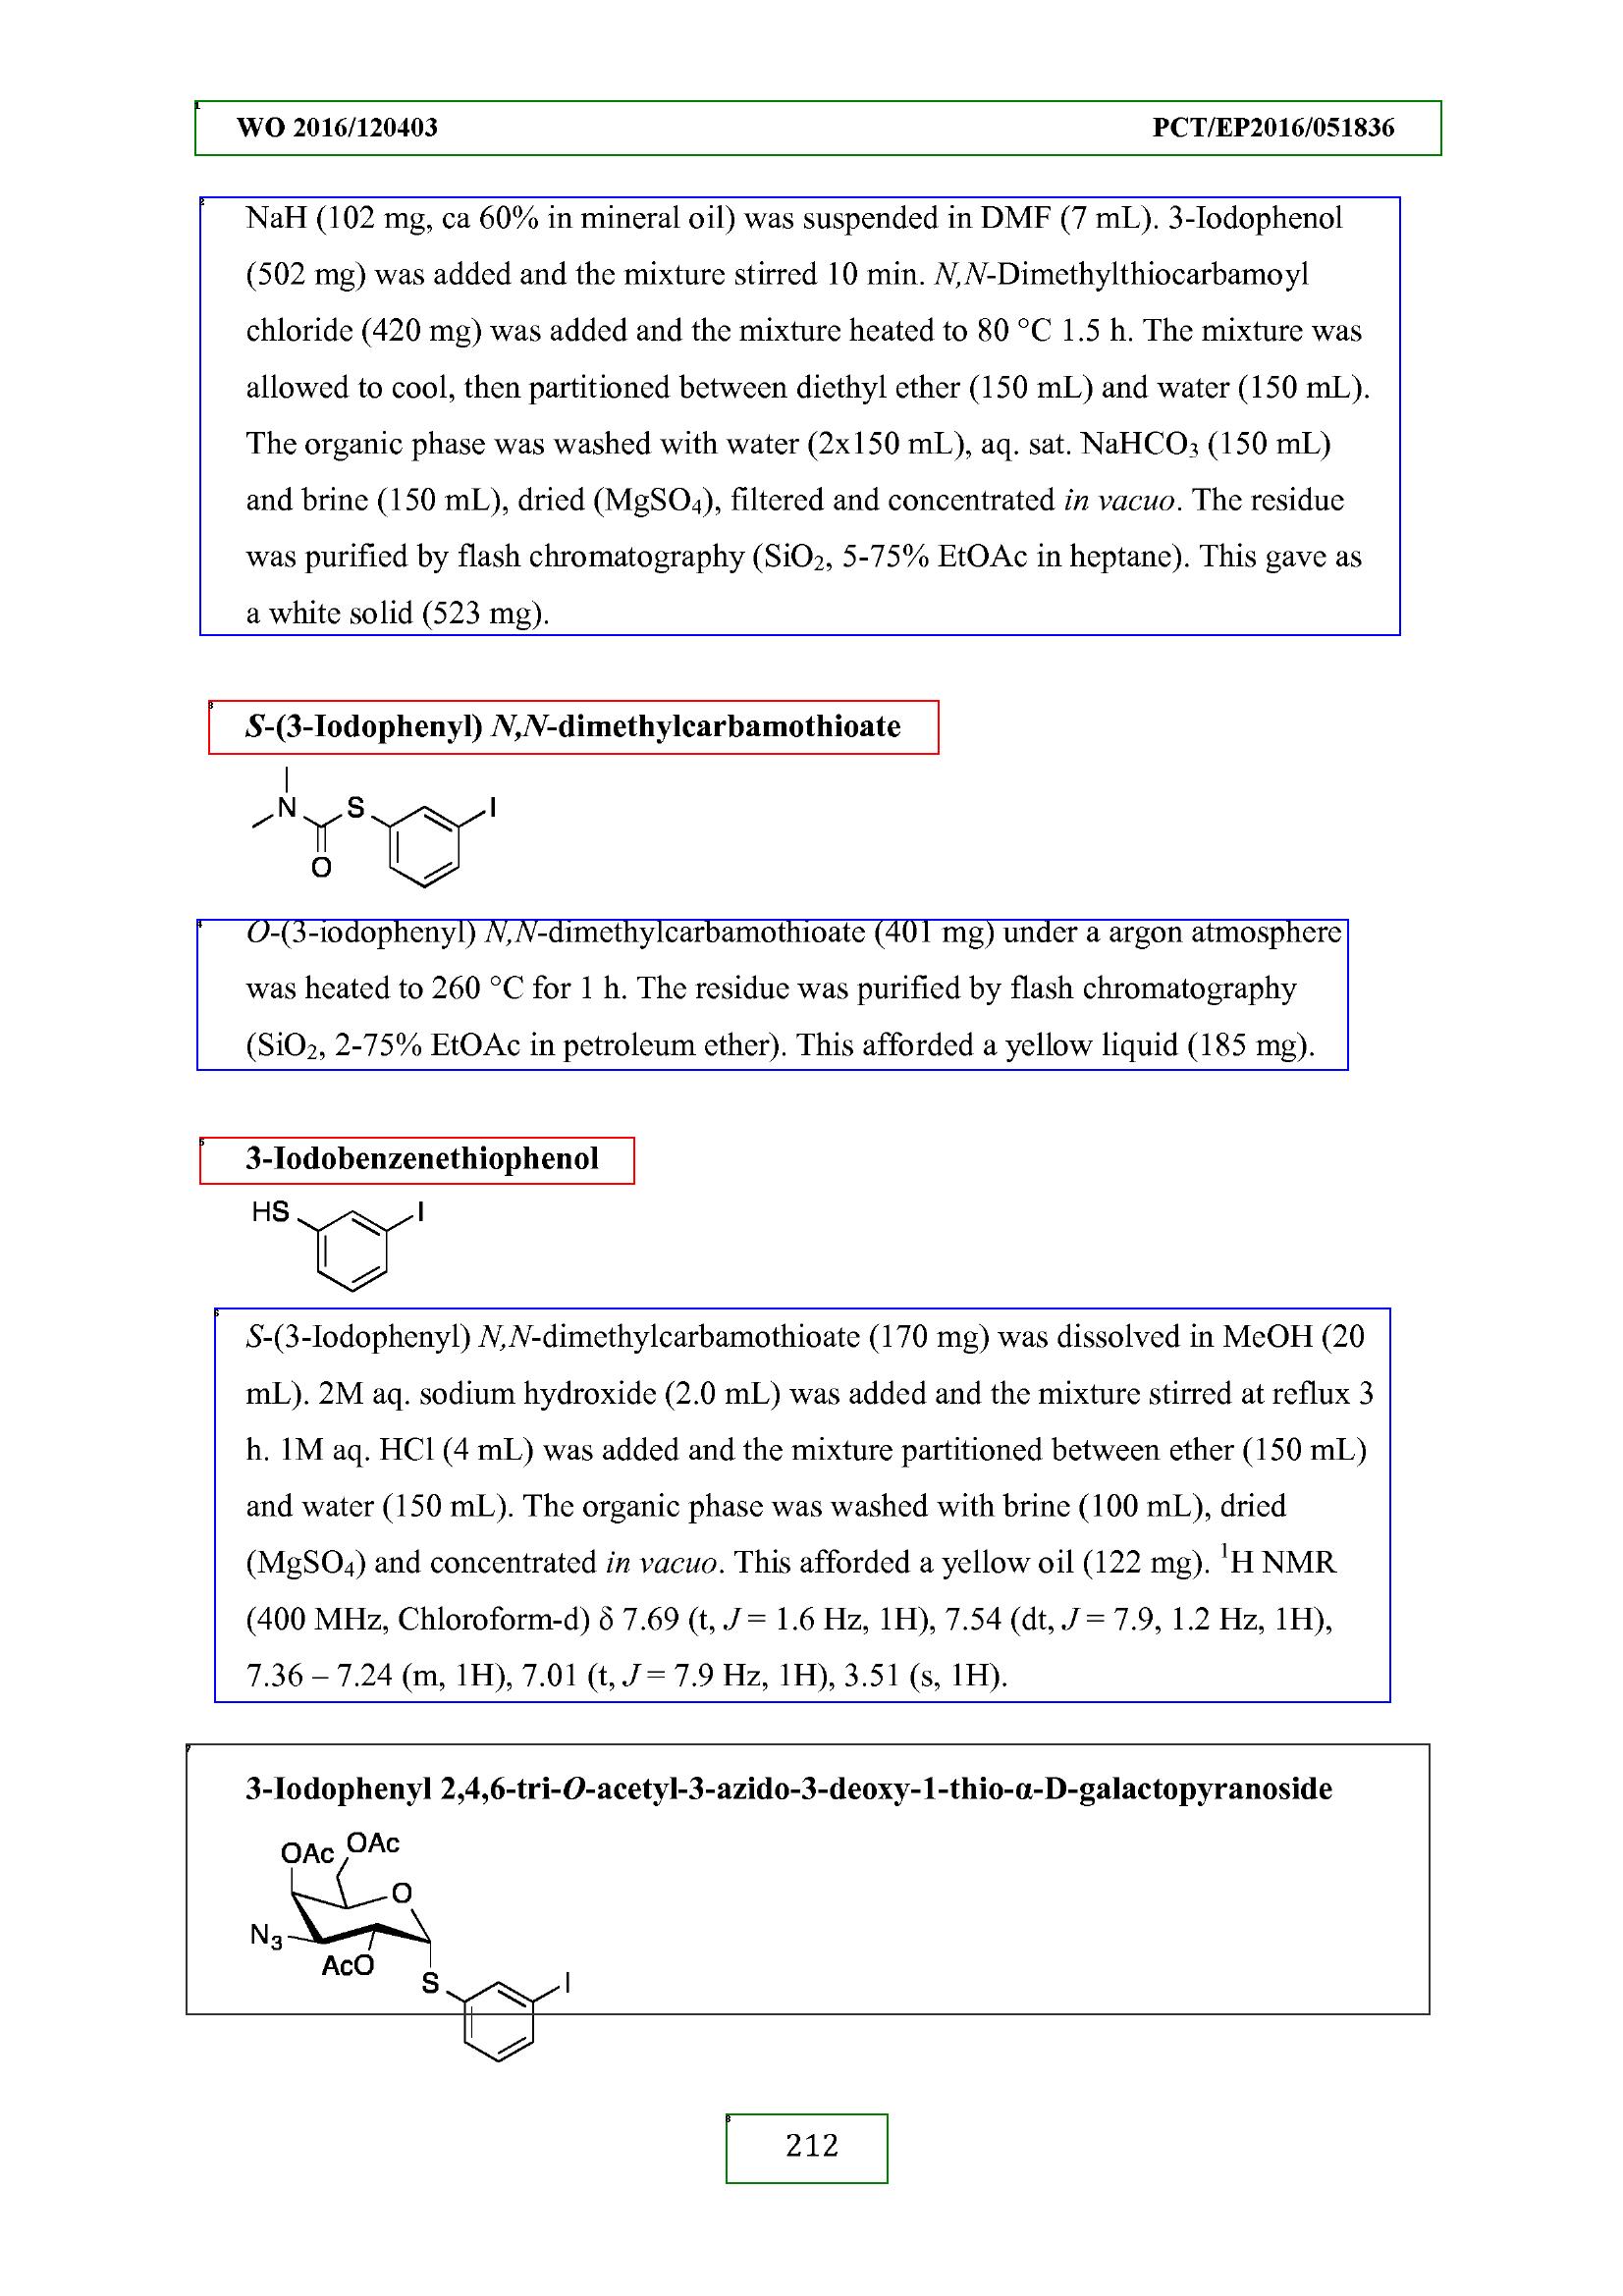 WO 2016/120403 PCT/EP2016/051836
NaH (102 mg, ca 60% in mineral oil) was suspended in DMF (7 mL). 3-Iodophenol
(502 mg) was added and the mixture stirred 10 min. N,N-Dimethylthiocarbamoyl
chloride (420 mg) was added and the mixture heated to 80 °C 1.5 h. The mixture was
allowed to cool, then partitioned between diethyl ether (150 mL) and water (150 mL).
The organic phase was washed with water (2x150 mL), aq. sat. NaHCO₃ (150 mL)
and brine (150 mL), dried (MgSO₄), filtered and concentrated in vacuo. The residue
was purified by flash chromatography (SiO₂, 5-75% EtOAc in heptane). This gave as
a white solid (523 mg).
S-(3-Iodophenyl) N,N-dimethylcarbamothioate
N S I
O
O-(3-iodophenyl) N,N-dimethylcarbamothioate (401 mg) under a argon atmosphere
was heated to 260 °C for 1 h. The residue was purified by flash chromatography
(SiO₂, 2-75% EtOAc in petroleum ether). This afforded a yellow liquid (185 mg).
3-Iodobenzenethiophenol
HS I
S-(3-Iodophenyl) N,N-dimethylcarbamothioate (170 mg) was dissolved in MeOH (20
mL). 2M aq. sodium hydroxide (2.0 mL) was added and the mixture stirred at reflux 3
h. 1M aq. HCl (4 mL) was added and the mixture partitioned between ether (150 mL)
and water (150 mL). The organic phase was washed with brine (100 mL), dried
(MgSO₄) and concentrated in vacuo. This afforded a yellow oil (122 mg). ¹H NMR
(400 MHz, Chloroform-d) δ 7.69 (t, J = 1.6 Hz, 1H), 7.54 (dt, J = 7.9, 1.2 Hz, 1H),
7.36 – 7.24 (m, 1H), 7.01 (t, J = 7.9 Hz, 1H), 3.51 (s, 1H).
3-Iodophenyl 2,4,6-tri-O-acetyl-3-azido-3-deoxy-1-thio-α-D-galactopyranoside
OAc OAc
O
N₃
AcO
S I
212